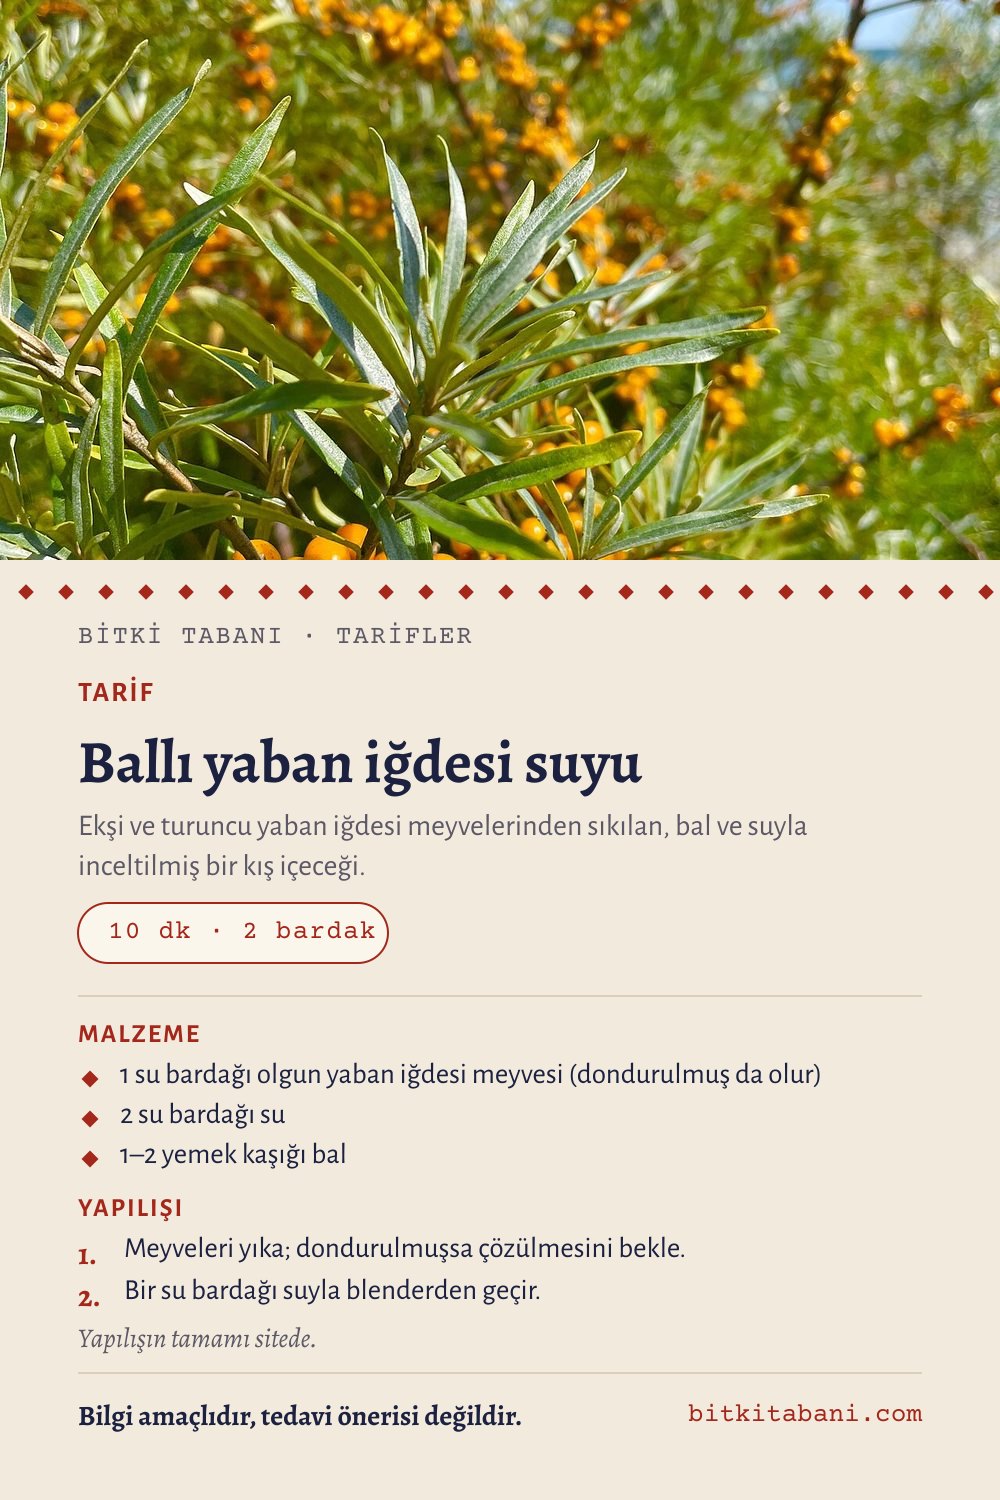 BİTKİ TABANI · TARİFLER
TARİF
Ballı yaban iğdesi suyu
Ekşi ve turuncu yaban iğdesi meyvelerinden sıkılan, bal ve suyla
inceltilmiş bir kış içeceği.
10 dk · 2 bardak
MALZEME
1 su bardağı olgun yaban iğdesi meyvesi (dondurulmuş da olur)
2 su bardağı su
1–2 yemek kaşığı bal
YAPILIŞI
1. Meyveleri yıka; dondurulmuşsa çözülmesini bekle.
2. Bir su bardağı suyla blenderden geçir.
Yapılışın tamamı sitede.
Bilgi amaçlıdır, tedavi önerisi değildir.
bitkitabani.com